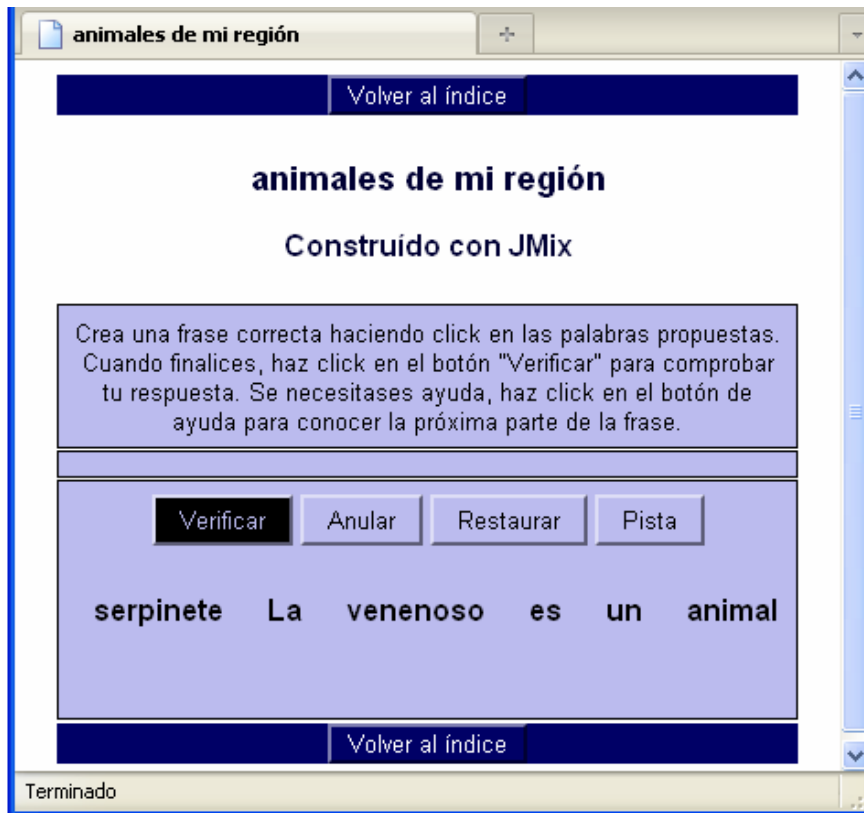 animales de mi región
Volver al índice
animales de mi región
Construído con JMix
Crea una frase correcta haciendo click en las palabras propuestas.
Cuando finalices, haz click en el botón "Verificar" para comprobar
tu respuesta. Se necesitases ayuda, haz click en el botón de
ayuda para conocer la próxima parte de la frase.
Verificar Anular Restaurar Pista
serpinete La venenoso es un animal
Volver al índice
Terminado